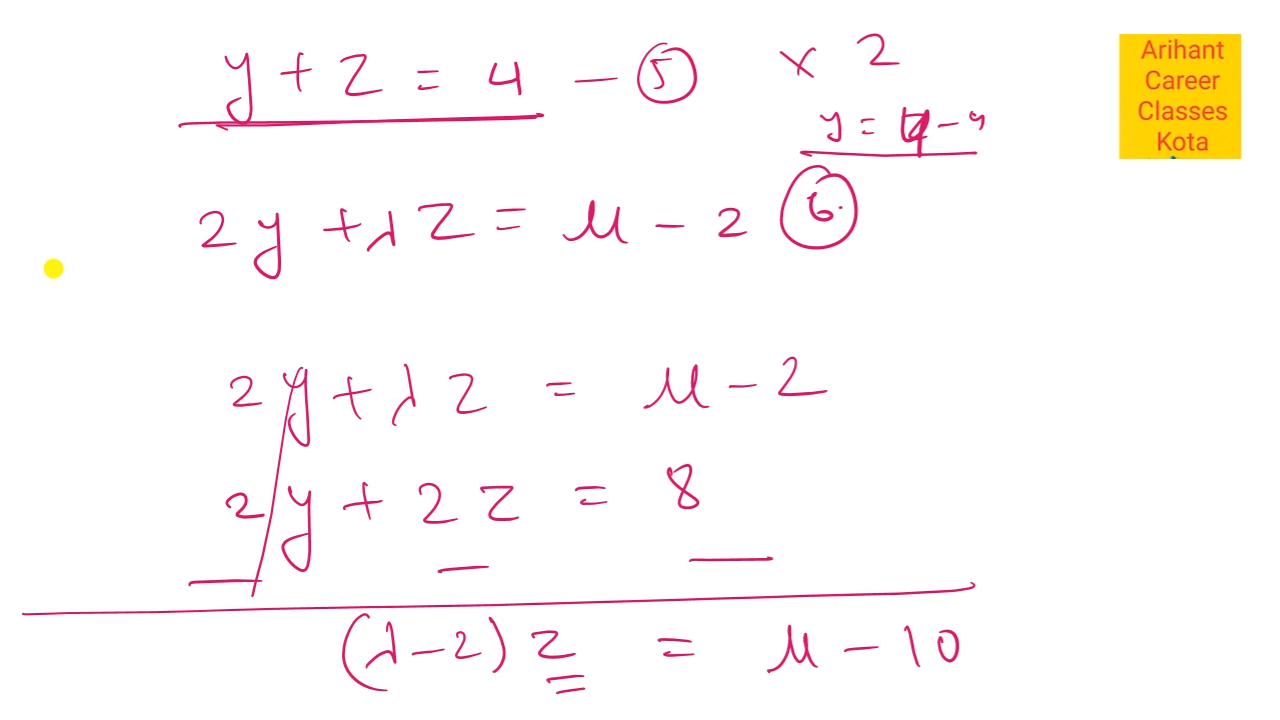 y + z = 4 — ⑤ × 2
y = 4 - y
2y + λz = μ - 2 ⑥
2y + λz = μ - 2
2y + 2z = 8
(λ-2) z = μ - 10
Arihant
Career
Classes
Kota